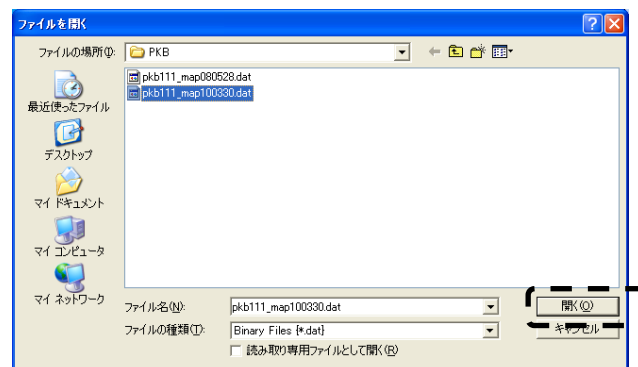 ファイルを開く
ファイルの場所(I):
PKB
pkb111_map080528.dat
pkb111_map100330.dat
最近使ったファイル
デスクトップ
マイ ドキュメント
マイ コンピュータ
マイ ネットワーク
ファイル名(N):
pkb111_map100330.dat
開く(O)
ファイルの種類(T):
Binary Files {*.dat}
キャンセル
読み取り専用ファイルとして開く(R)